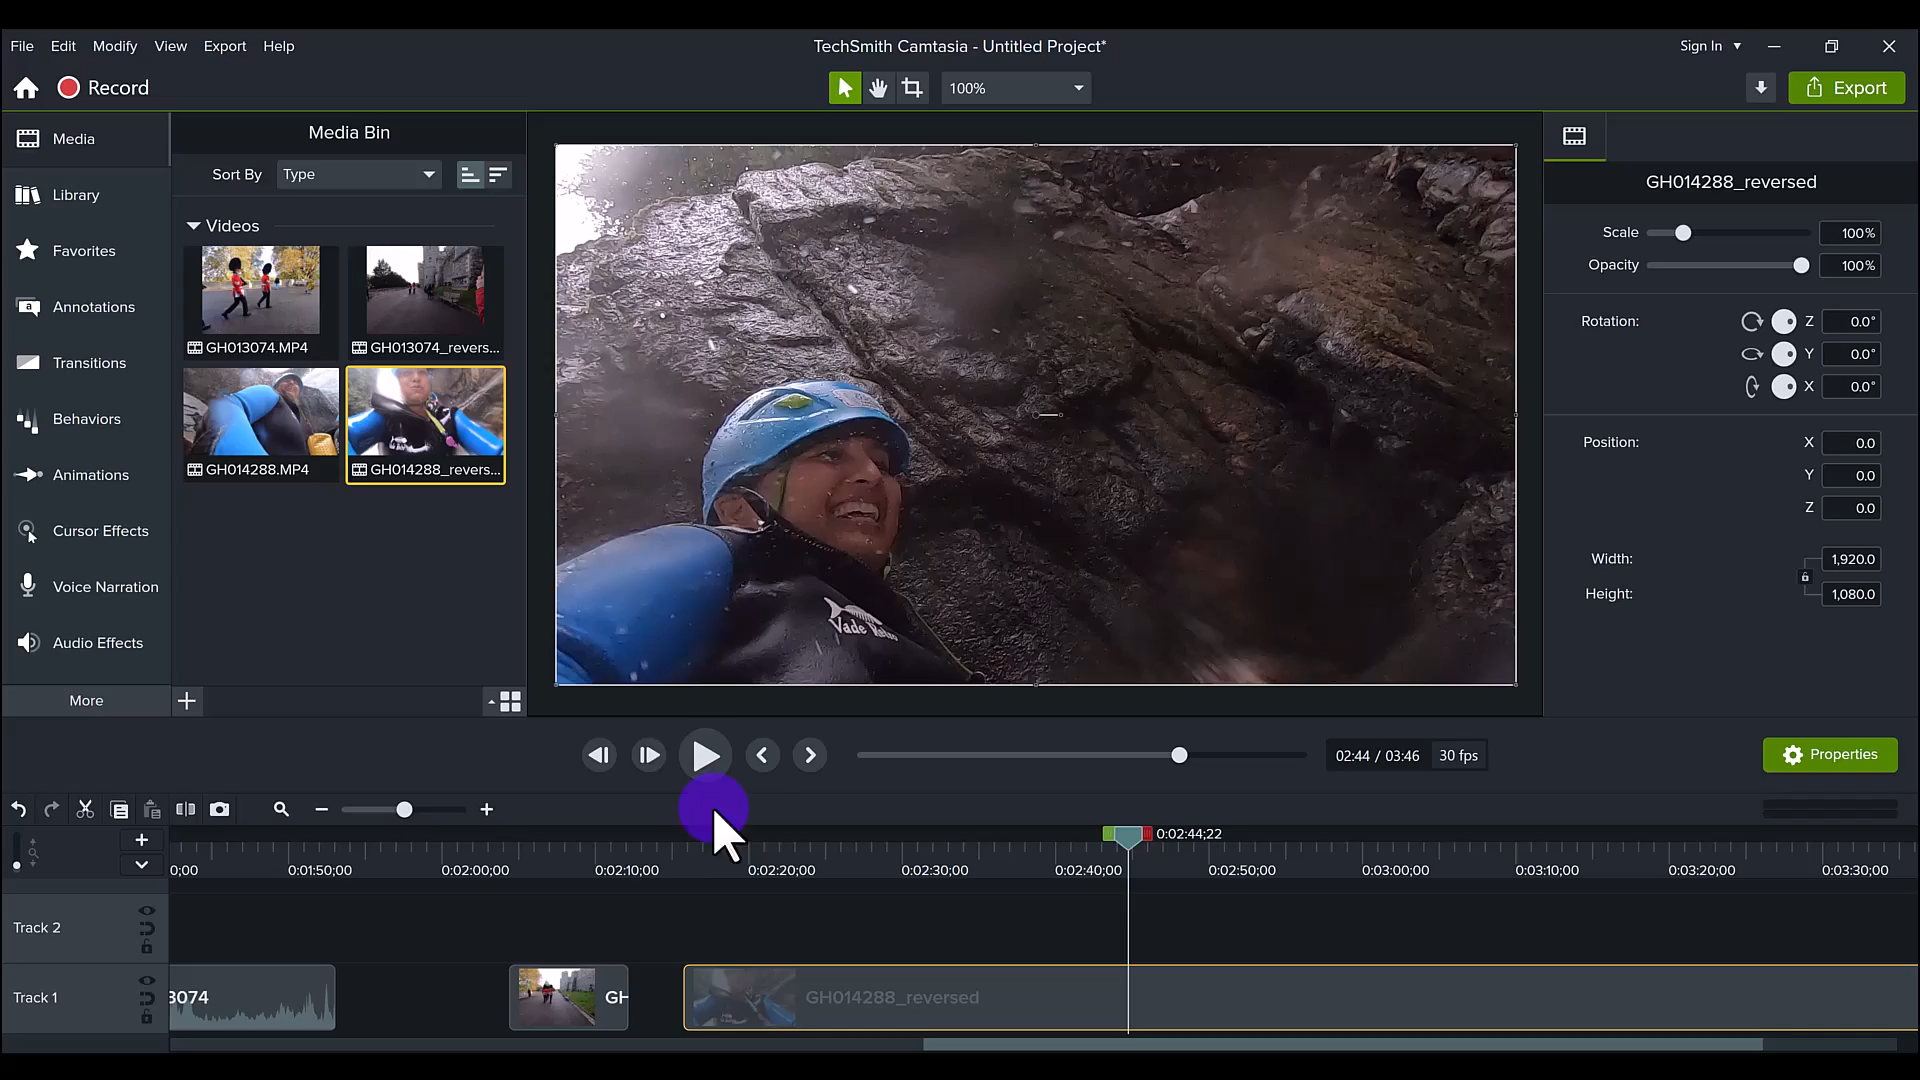 File Edit Modify View Export Help
TechSmith Camtasia - Untitled Project*
Sign In
Record
100%
Export
Media
Library
Favorites
Annotations
Transitions
Behaviors
Animations
Cursor Effects
Voice Narration
Audio Effects
More
Media Bin
Sort By Type
Videos
GH013074.MP4
GH013074_revers...
GH014288.MP4
GH014288_revers...
Vade
GH014288_reversed
Scale 100%
Opacity 100%
Rotation: Z 0.0°
Y 0.0°
X 0.0°
Position: X 0.0
Y 0.0
Z 0.0
Width: 1,920.0
Height: 1,080.0
02:44 / 03:46 30 fps
Properties
0:02:44;22
0;00 0:01:50;00 0:02:00;00 0:02:10;00 0:02:20;00 0:02:30;00 0:02:40;00 0:02:50;00 0:03:00;00 0:03:10;00 0:03:20;00 0:03:30;00
Track 2
Track 1
3074
GH
GH014288_reversed